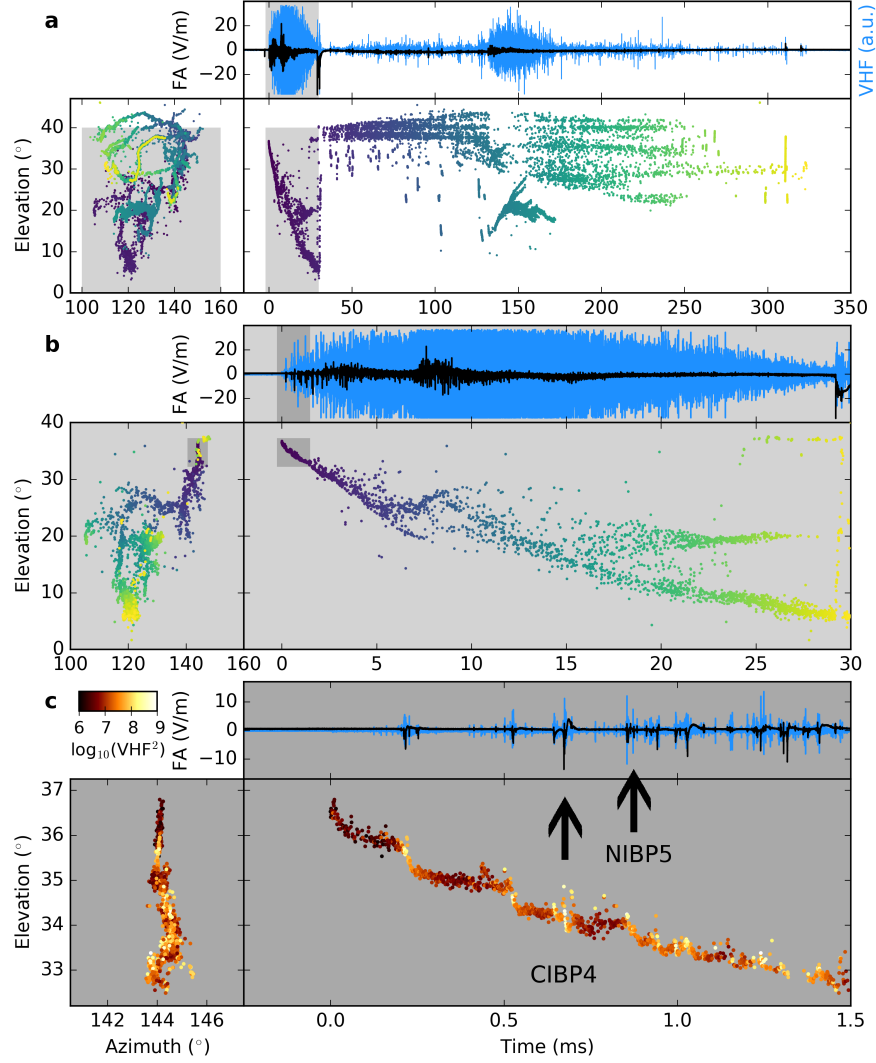 a
FA (V/m)
20
0
−20
VHF (a.u.)
Elevation (°)
40
30
20
10
0
100 120 140 160
0 50 100 150 200 250 300 350
b
FA (V/m)
20
0
−20
Elevation (°)
40
30
20
10
0
100 120 140 160
0 5 10 15 20 25 30
c
6 7 8 9
log10(VHF2)
FA (V/m)
10
0
−10
Elevation (°)
37
36
35
34
33
NIBP5
CIBP4
142 144 146
0.0 0.5 1.0 1.5
Azimuth (°)
Time (ms)